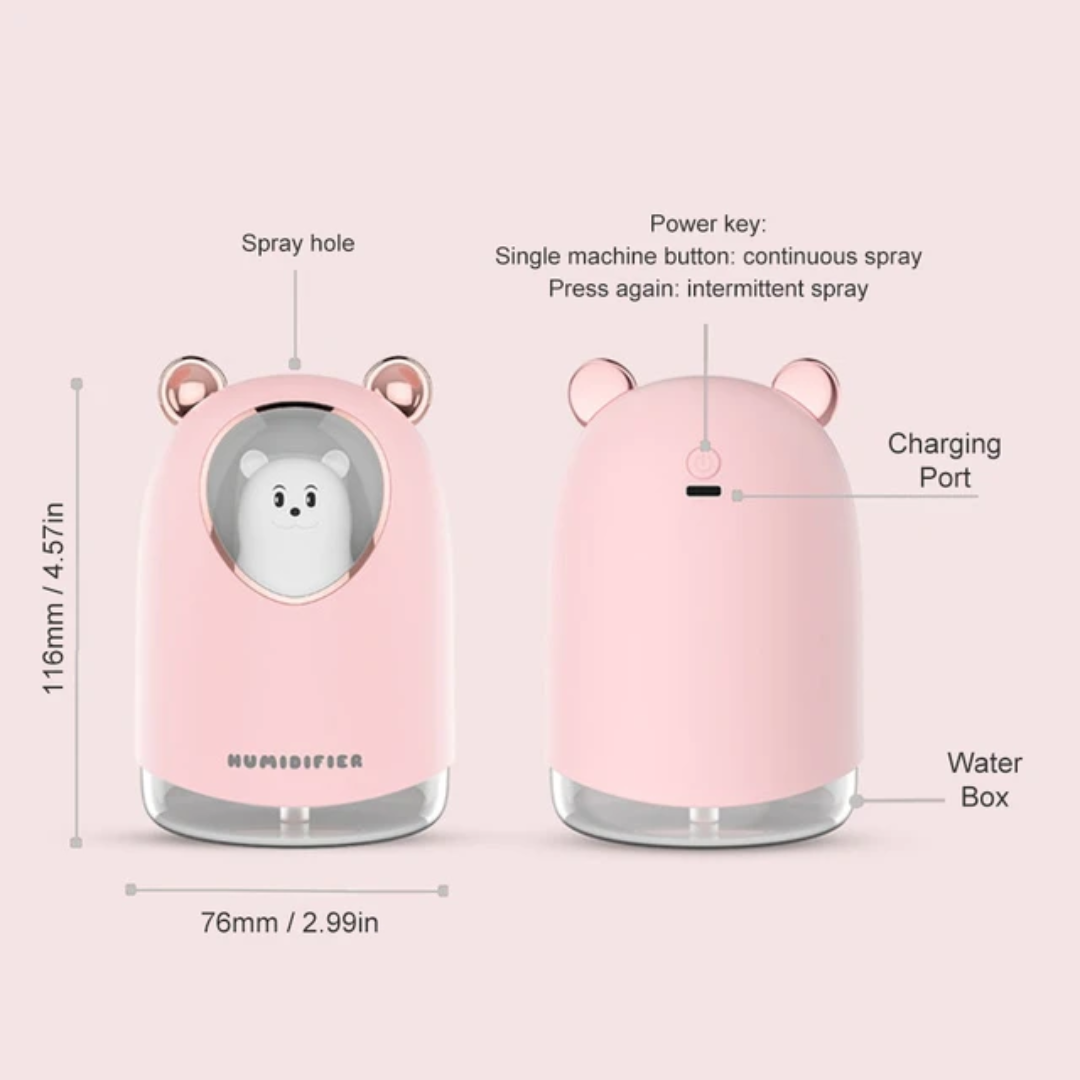 Spray hole
Power key:
Single machine button: continuous spray
Press again: intermittent spray
Charging
Port
116mm / 4.57in
HUMIDIFIER
Water
Box
76mm / 2.99in